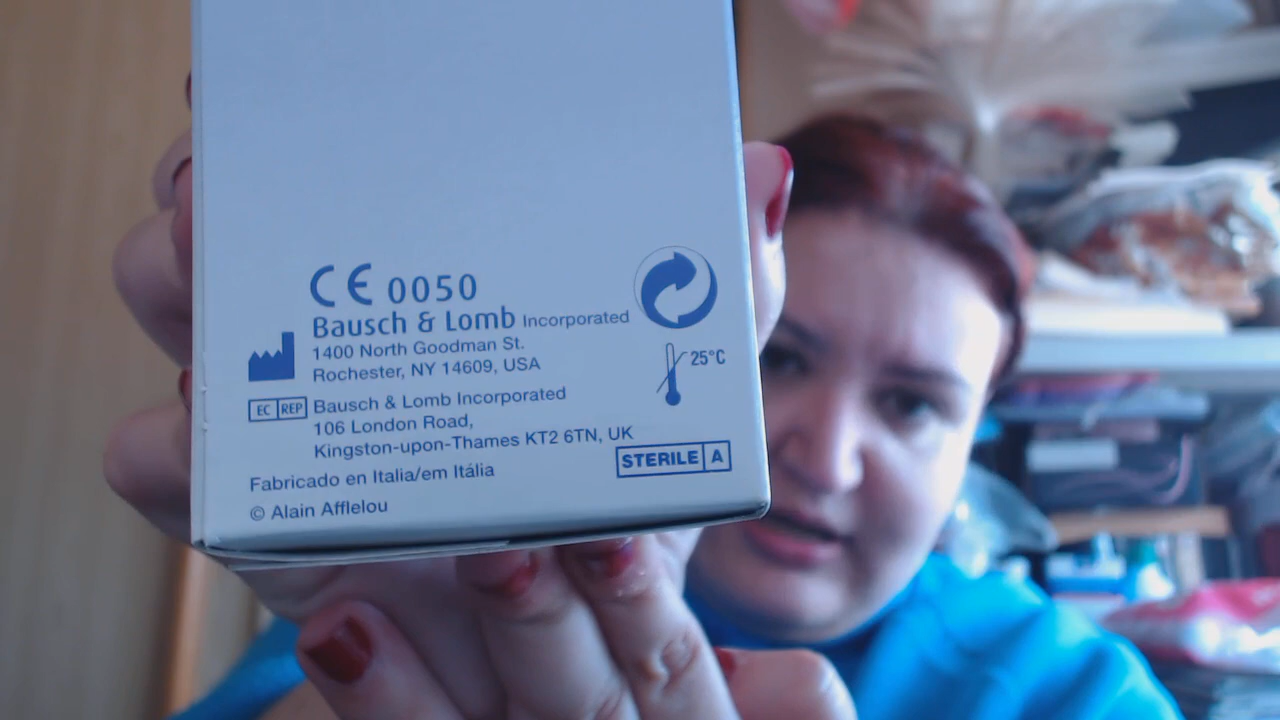 CE 0050
Bausch & Lomb Incorporated
1400 North Goodman St.
Rochester, NY 14609, USA
25°C
EC REP Bausch & Lomb Incorporated
106 London Road,
Kingston-upon-Thames KT2 6TN, UK
STERILE A
Fabricado en Italia/em Itália
© Alain Afflelou